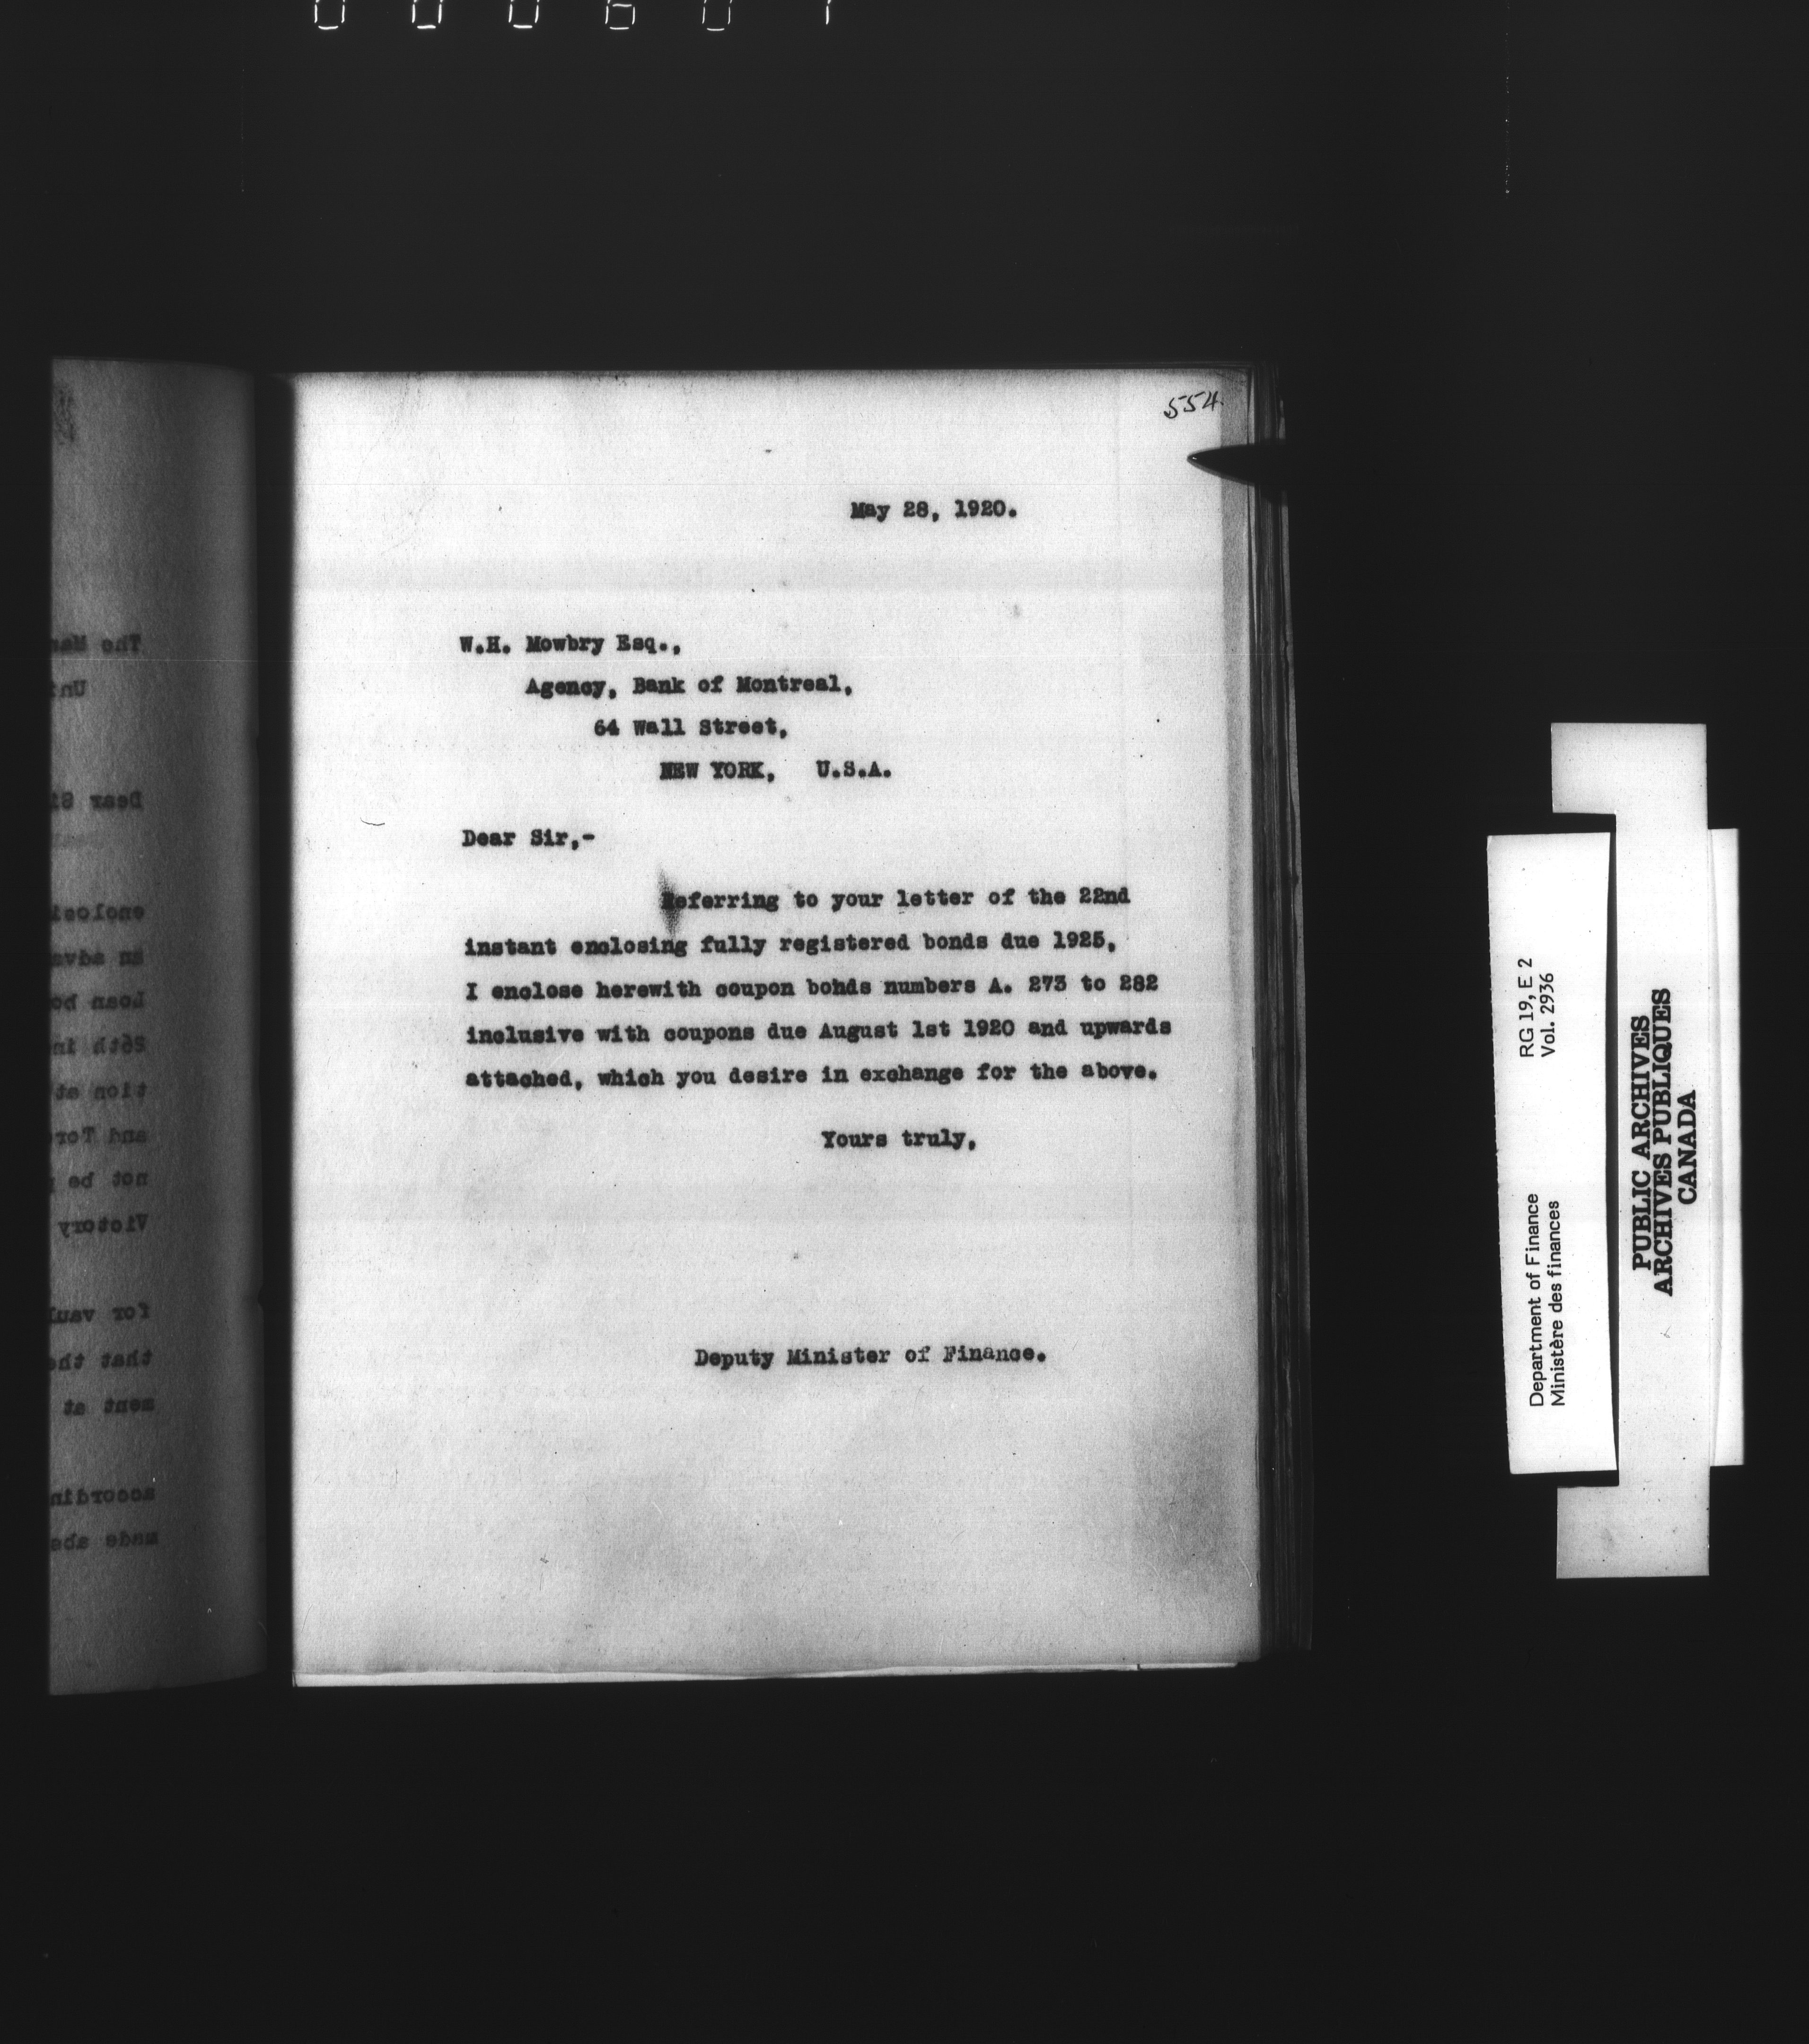 554
May 28, 1920.
W.H. Mowbry Esq.,
Agency, Bank of Montreal,
64 Wall Street,
NEW YORK, U.S.A.
Dear Sir,-
Referring to your letter of the 22nd
instant enclosing fully registered bonds due 1925,
I enclose herewith coupon bohds numbers A. 273 to 282
inclusive with coupons due August 1st 1920 and upwards
attached, which you desire in exchange for the above.
Yours truly,
Deputy Minister of Finance.
Department of Finance
Ministère des finances
RG 19, E 2
Vol. 2936
PUBLIC ARCHIVES
ARCHIVES PUBLIQUES
CANADA